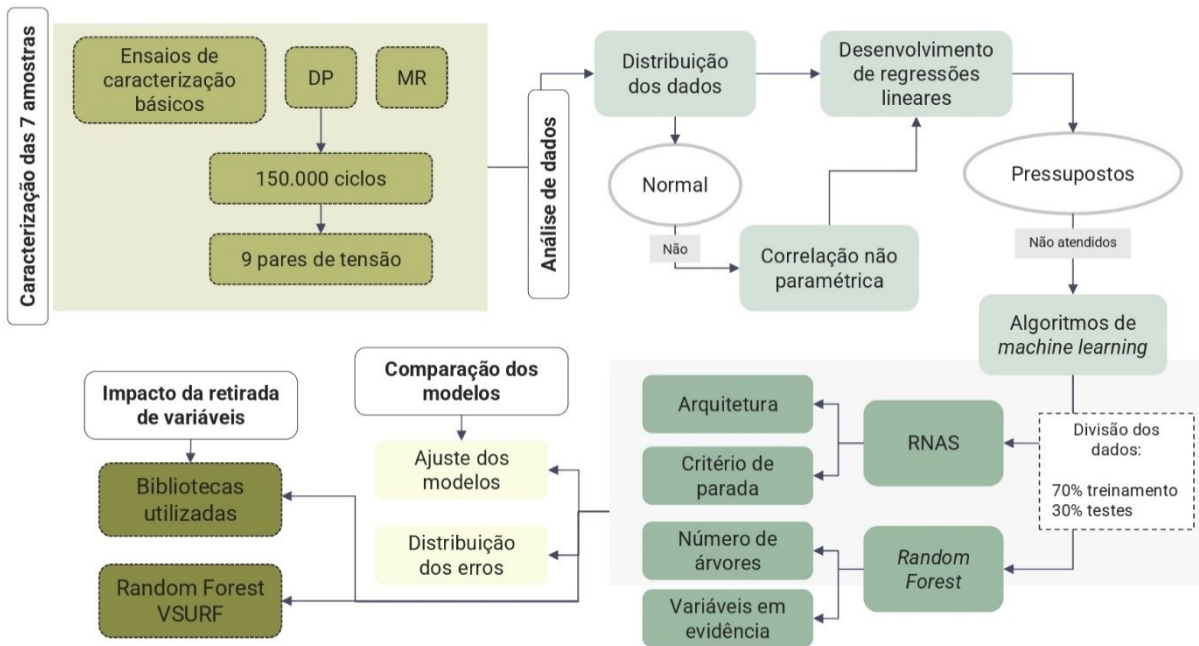 Caracterização das 7 amostras
Ensaios de
caracterização
básicos
DP
MR
150.000 ciclos
9 pares de tensão
Análise de dados
Distribuição
dos dados
Desenvolvimento
de regressões
lineares
Normal
Não
Correlação não
paramétrica
Pressupostos
Não atendidos
Algoritmos de
machine learning
Divisão dos
dados:
70% treinamento
30% testes
RNAS
Arquitetura
Critério de
parada
Random
Forest
Número de
árvores
Variáveis em
evidência
Comparação dos
modelos
Ajuste dos
modelos
Distribuição
dos erros
Impacto da retirada
de variáveis
Bibliotecas
utilizadas
Random Forest
VSURF